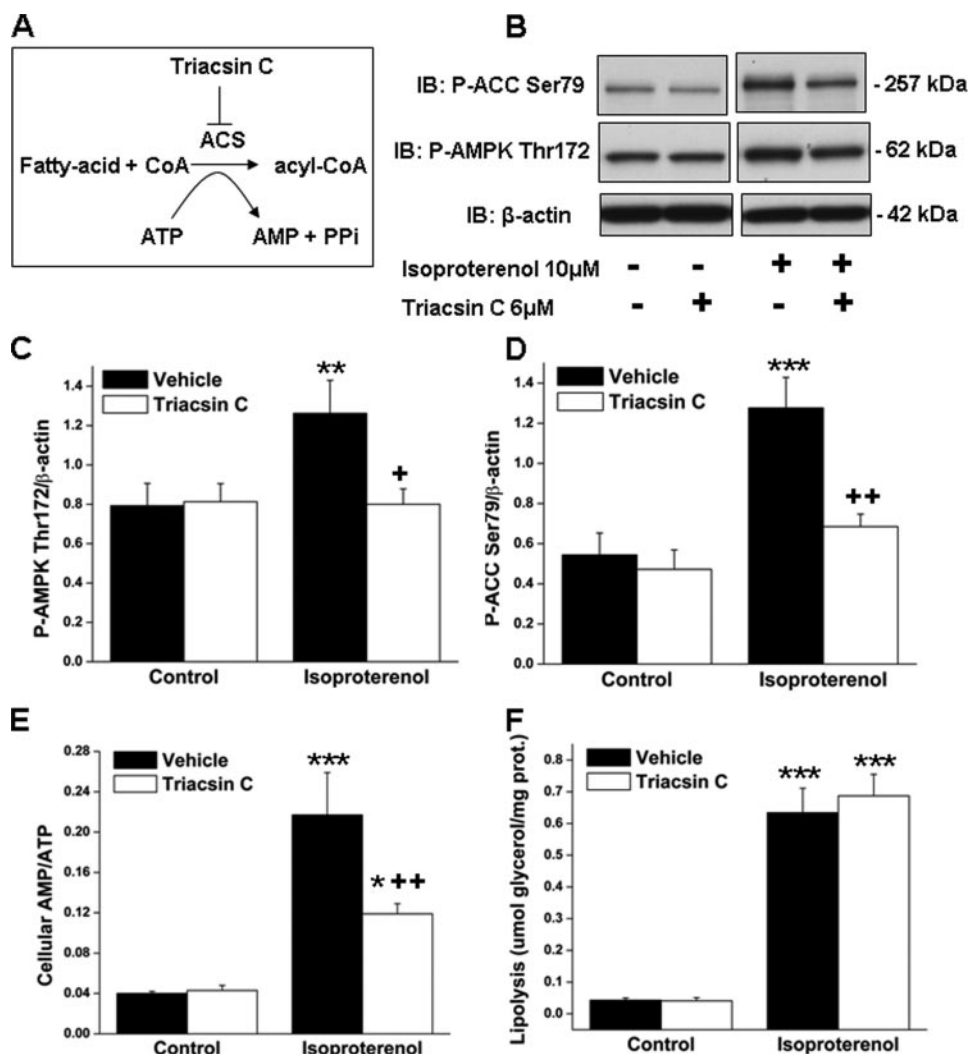 A
Triacsin C
ACS
Fatty-acid + CoA acyl-CoA
ATP AMP + PPi
B
IB: P-ACC Ser79 - 257 kDa
IB: P-AMPK Thr172 - 62 kDa
IB: β-actin - 42 kDa
Isoproterenol 10μM - - + +
Triacsin C 6μM - + - +
C
Vehicle
Triacsin C
**
+
P-AMPK Thr172/β-actin
1.4
1.2
1.0
0.8
0.6
0.4
0.2
0.0
Control Isoproterenol
D
Vehicle
Triacsin C
***
++
P-ACC Ser79/β-actin
1.4
1.2
1.0
0.8
0.6
0.4
0.2
0.0
Control Isoproterenol
E
Vehicle
Triacsin C
***
*++
Cellular AMP/ATP
0.28
0.24
0.20
0.16
0.12
0.08
0.04
0.00
Control Isoproterenol
F
Vehicle
Triacsin C
*** ***
Lipolysis (umol glycerol/mg prot.)
0.8
0.7
0.6
0.5
0.4
0.3
0.2
0.1
0.0
Control Isoproterenol